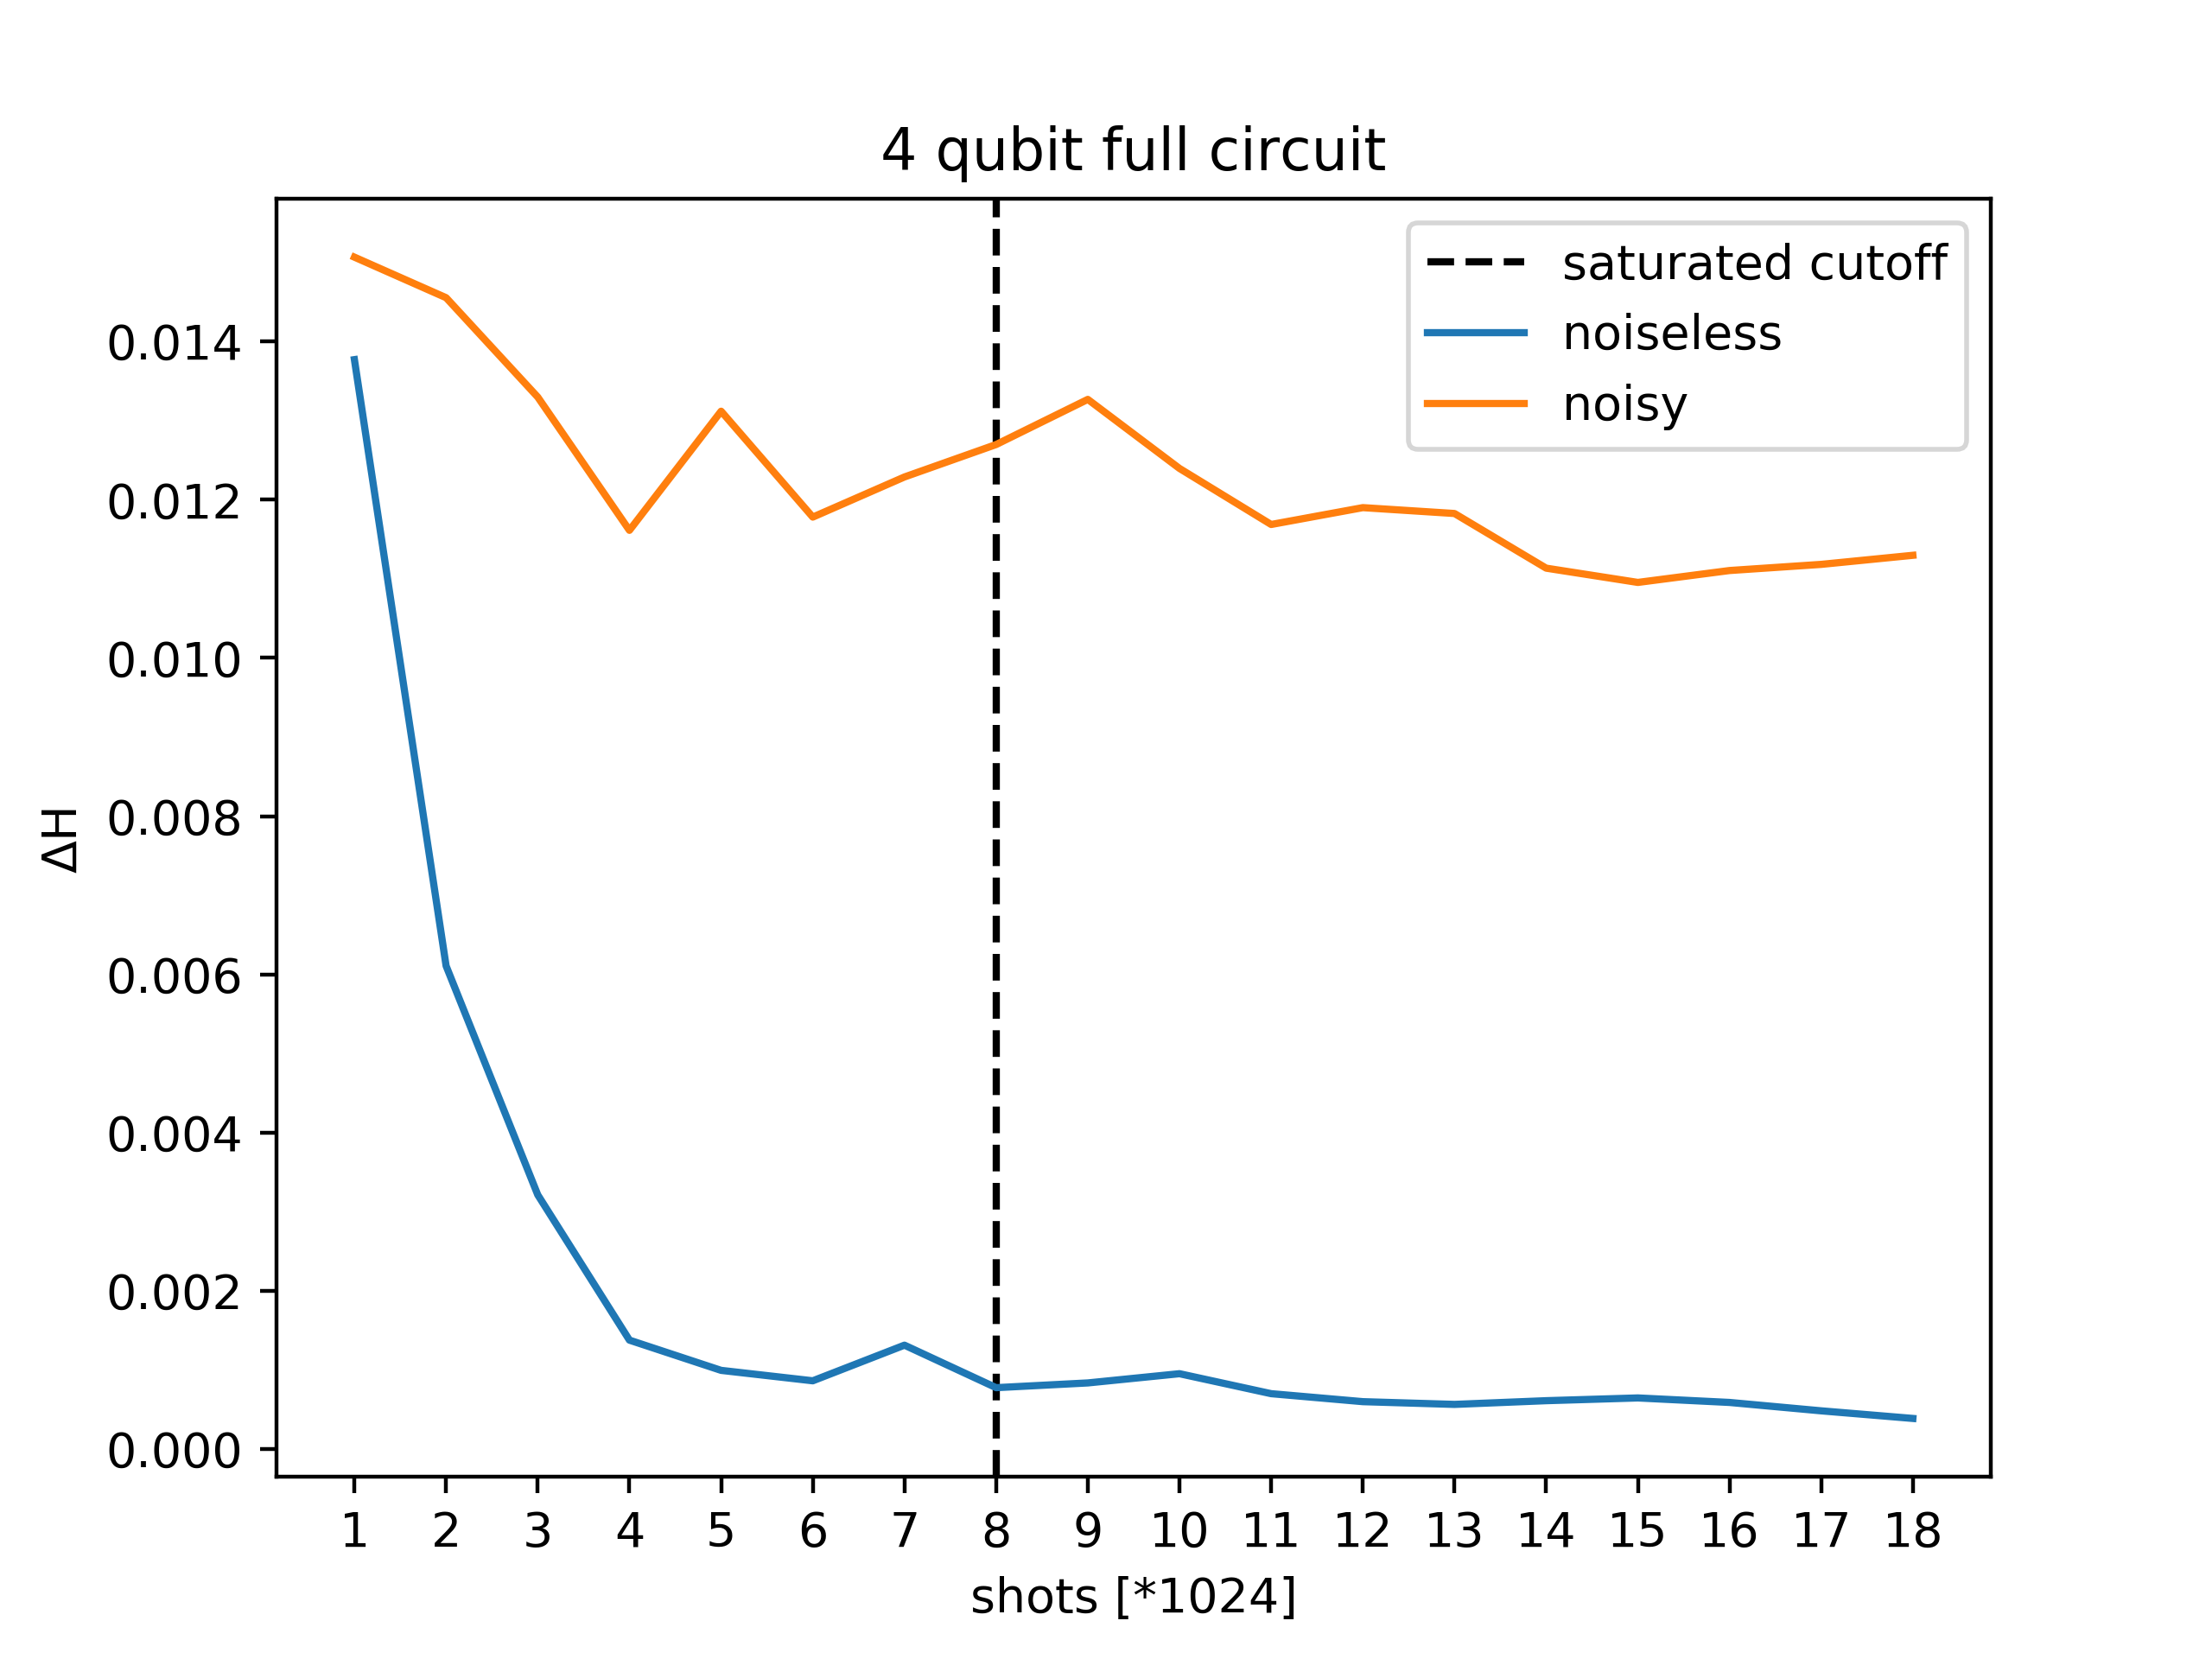 4 qubit full circuit
saturated cutoff
noiseless
noisy
0.014
0.012
0.010
0.008
0.006
0.004
0.002
0.000
ΔH
1 2 3 4 5 6 7 8 9 10 11 12 13 14 15 16 17 18
shots [*1024]